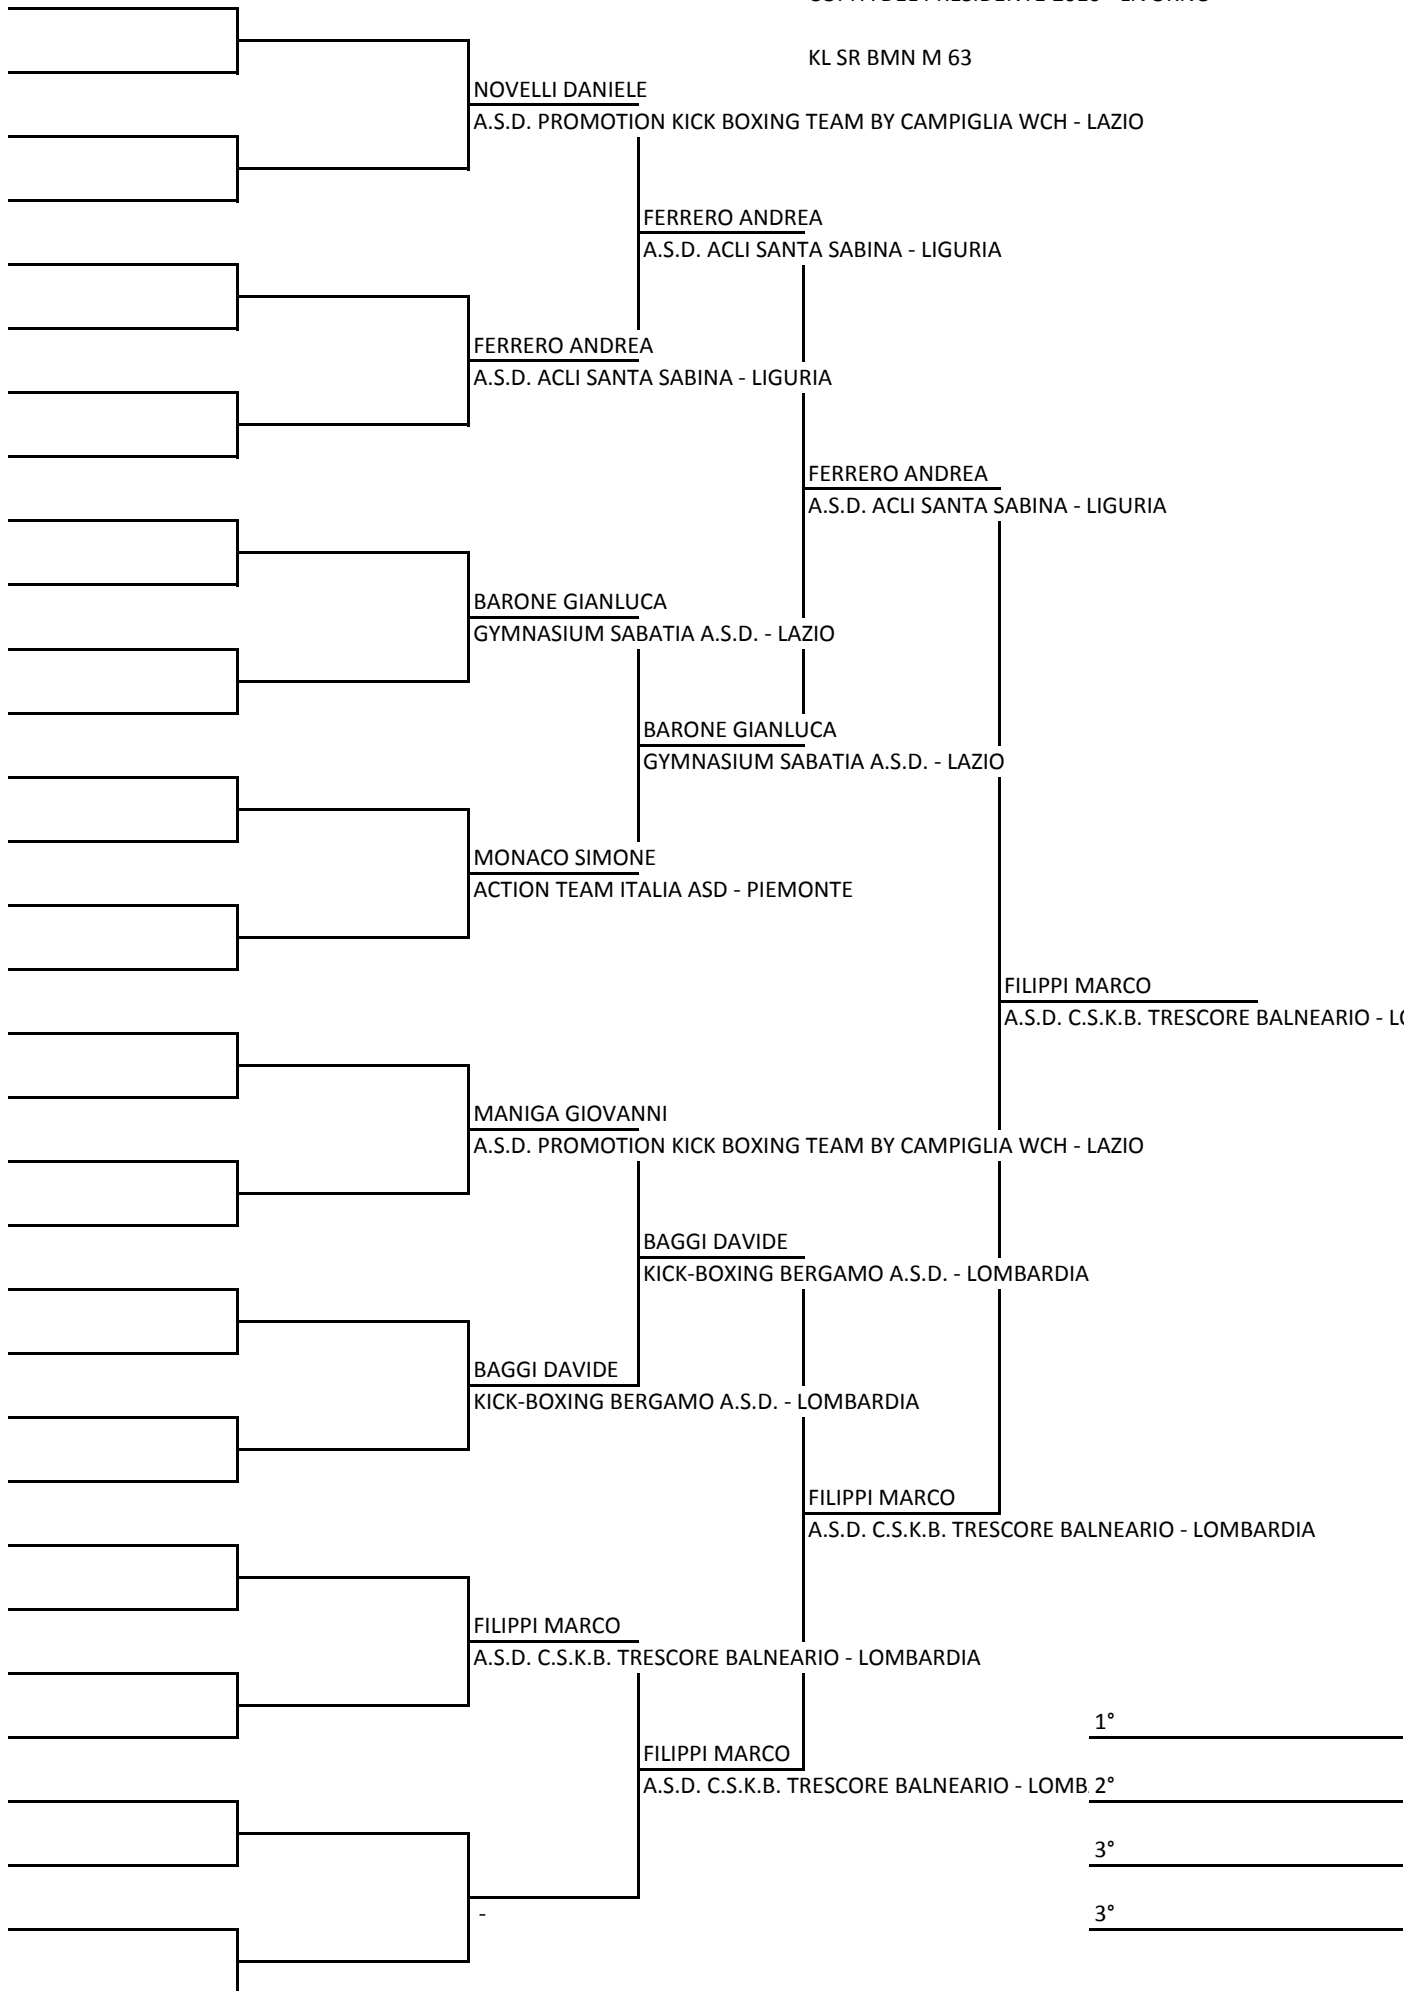 KL SR BMN M 63
NOVELLI DANIELE
A.S.D. PROMOTION KICK BOXING TEAM BY CAMPIGLIA WCH - LAZIO
FERRERO ANDREA
A.S.D. ACLI SANTA SABINA - LIGURIA
FERRERO ANDREA
A.S.D. ACLI SANTA SABINA - LIGURIA
FERRERO ANDREA
A.S.D. ACLI SANTA SABINA - LIGURIA
BARONE GIANLUCA
GYMNASIUM SABATIA A.S.D. - LAZIO
BARONE GIANLUCA
GYMNASIUM SABATIA A.S.D. - LAZIO
MONACO SIMONE
ACTION TEAM ITALIA ASD - PIEMONTE
FILIPPI MARCO
A.S.D. C.S.K.B. TRESCORE BALNEARIO - LO
MANIGA GIOVANNI
A.S.D. PROMOTION KICK BOXING TEAM BY CAMPIGLIA WCH - LAZIO
BAGGI DAVIDE
KICK-BOXING BERGAMO A.S.D. - LOMBARDIA
BAGGI DAVIDE
KICK-BOXING BERGAMO A.S.D. - LOMBARDIA
FILIPPI MARCO
A.S.D. C.S.K.B. TRESCORE BALNEARIO - LOMBARDIA
FILIPPI MARCO
A.S.D. C.S.K.B. TRESCORE BALNEARIO - LOMBARDIA
1°
FILIPPI MARCO
A.S.D. C.S.K.B. TRESCORE BALNEARIO - LOMB
2°
3°
-
3°